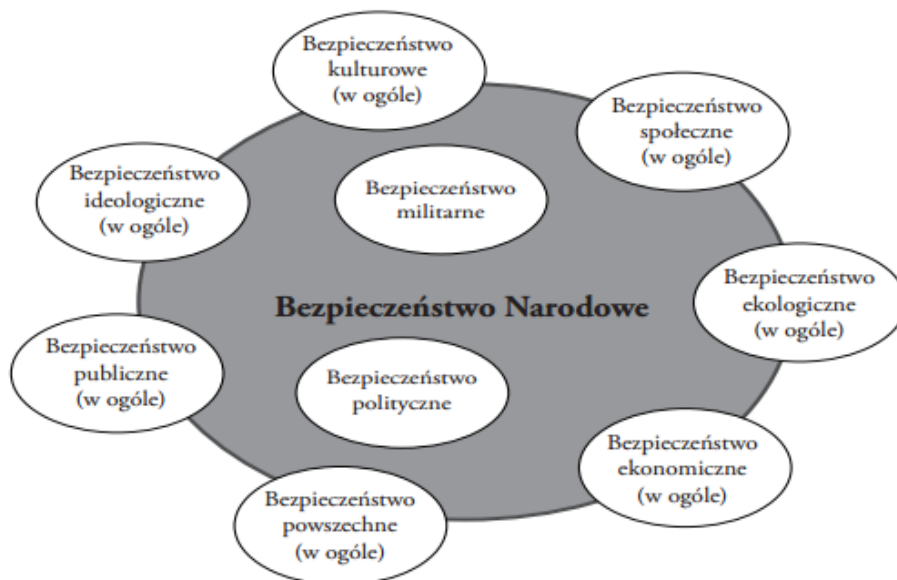 Bezpieczeństwo
kulturowe
(w ogóle)
Bezpieczeństwo
społeczne
(w ogóle)
Bezpieczeństwo
ideologiczne
(w ogóle)
Bezpieczeństwo
militarne
Bezpieczeństwo Narodowe
Bezpieczeństwo
ekologiczne
(w ogóle)
Bezpieczeństwo
publiczne
(w ogóle)
Bezpieczeństwo
polityczne
Bezpieczeństwo
ekonomiczne
(w ogóle)
Bezpieczeństwo
powszechne
(w ogóle)